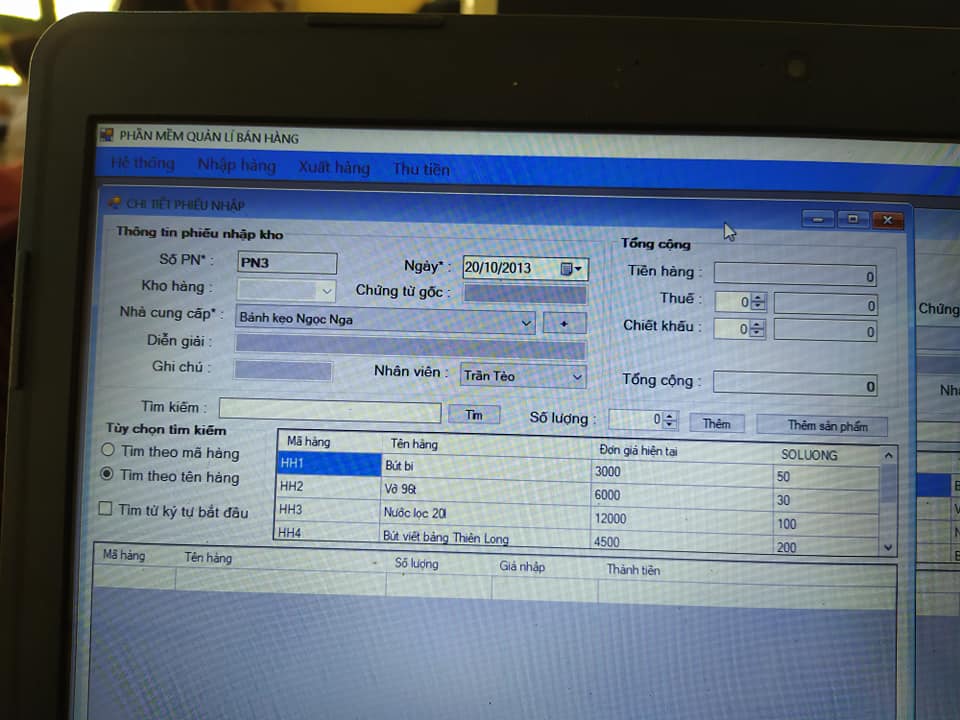 PHẦN MỀM QUẢN LÍ BÁN HÀNG
Hệ thống Nhập hàng Xuất hàng Thu tiền
CHI TIẾT PHIẾU NHẬP
Thông tin phiếu nhập kho
Số PN* : PN3
Ngày* : 20/10/2013
Kho hàng :
Chứng từ gốc :
Nhà cung cấp* : Bánh kẹo Ngọc Nga +
Diễn giải :
Ghi chú :
Nhân viên : Trần Tèo
Tổng cộng
Tiền hàng : 0
Thuế : 0 0
Chiết khấu : 0 0
Tổng cộng : 0
Chứng
Tìm kiếm : Tìm Số lượng : 0 Thêm Thêm sản phẩm
Tùy chọn tìm kiếm
Tìm theo mã hàng
Tìm theo tên hàng
Tìm từ ký tự bắt đầu
Mã hàng Tên hàng Đơn giá hiện tại SOLUONG
HH1 Bút bi 3000 50
HH2 Vở 96t 6000 30
HH3 Nước lọc 20l 12000 100
HH4 Bút viết bảng Thiên Long 4500 200
Mã hàng Tên hàng Số lượng Giá nhập Thành tiền